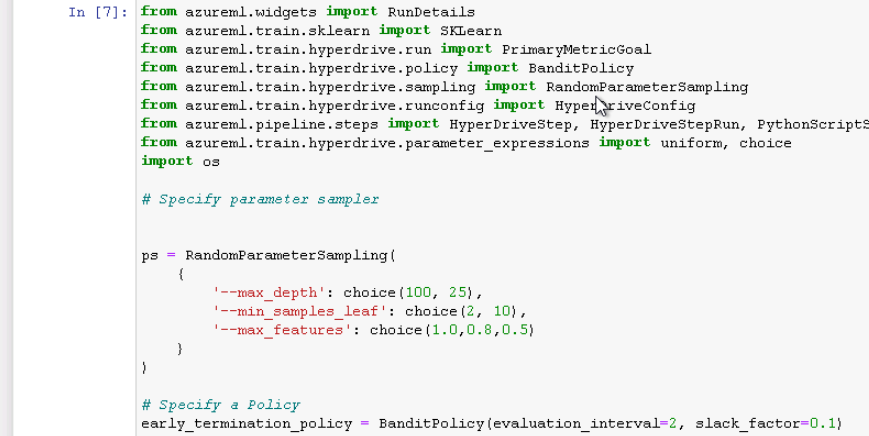 In [7]: from azureml.widgets import RunDetails
from azureml.train.sklearn import SKLearn
from azureml.train.hyperdrive.run import PrimaryMetricGoal
from azureml.train.hyperdrive.policy import BanditPolicy
from azureml.train.hyperdrive.sampling import RandomParameterSampling
from azureml.train.hyperdrive.runconfig import HyperDriveConfig
from azureml.pipeline.steps import HyperDriveStep, HyperDriveStepRun, PythonScriptS
from azureml.train.hyperdrive.parameter_expressions import uniform, choice
import os
# Specify parameter sampler
ps = RandomParameterSampling(
{
'--max_depth': choice(100, 25),
'--min_samples_leaf': choice(2, 10),
'--max_features': choice(1.0,0.8,0.5)
}
)
# Specify a Policy
early_termination_policy = BanditPolicy(evaluation_interval=2, slack_factor=0.1)